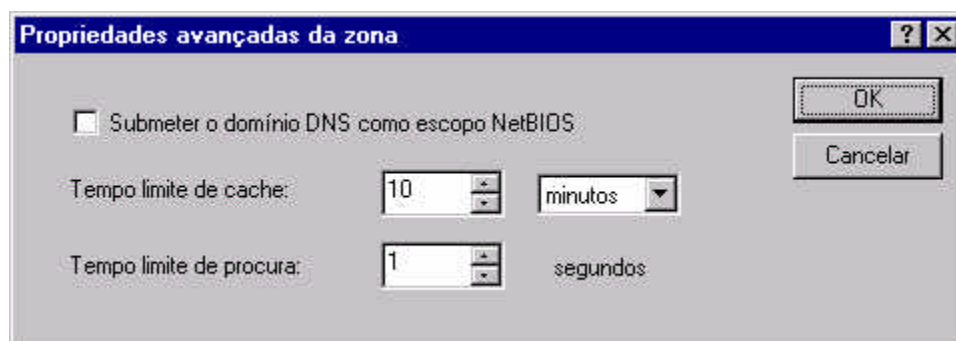 Propriedades avançadas da zona
Submeter o domínio DNS como escopo NetBIOS
OK
Cancelar
Tempo limite de cache: 10 minutos
Tempo limite de procura: 1 segundos